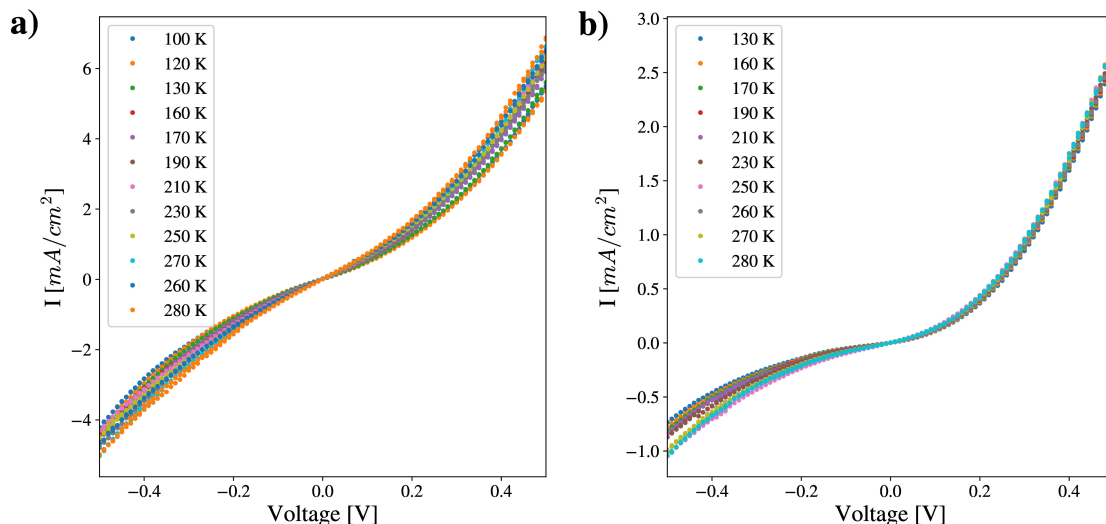 a)
100 K
120 K
130 K
160 K
170 K
190 K
210 K
230 K
250 K
270 K
260 K
280 K
6
4
2
0
−2
−4
I [mA/cm²]
−0.4 −0.2 0.0 0.2 0.4
Voltage [V]
b)
130 K
160 K
170 K
190 K
210 K
230 K
250 K
260 K
270 K
280 K
3.0
2.5
2.0
1.5
1.0
0.5
0.0
−0.5
−1.0
I [mA/cm²]
−0.4 −0.2 0.0 0.2 0.4
Voltage [V]